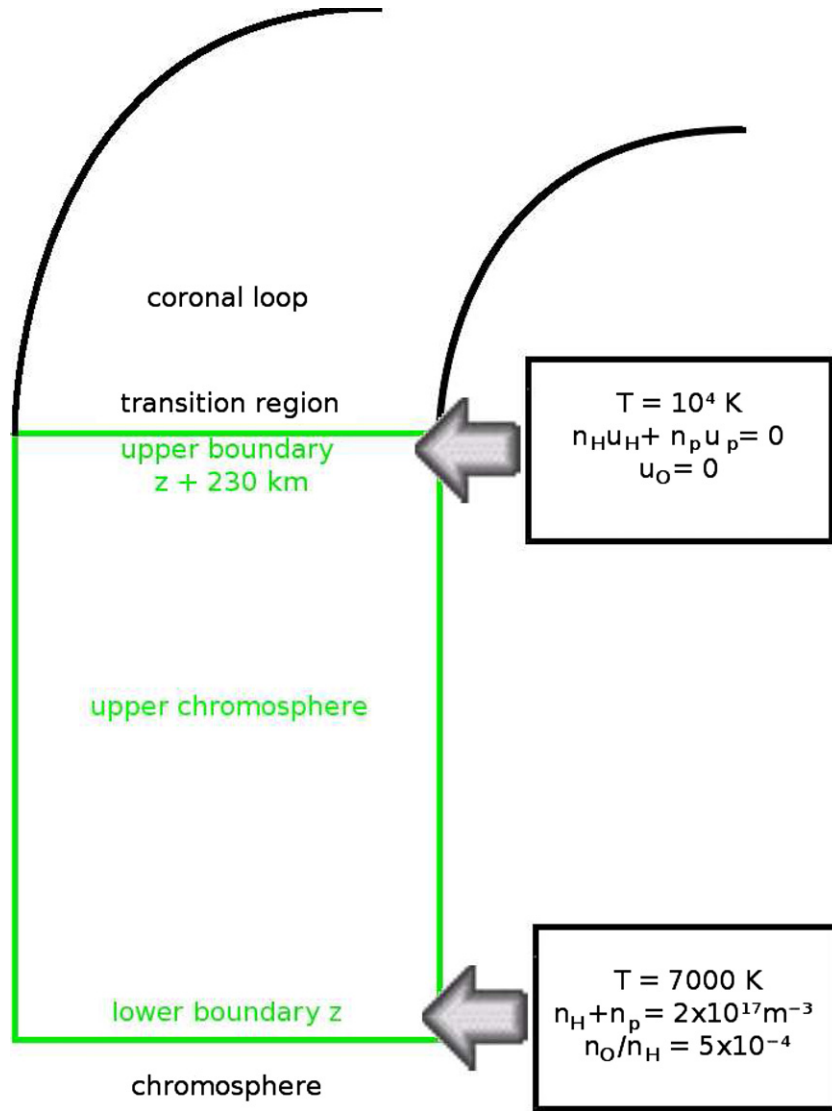 coronal loop
transition region
upper boundary
z + 230 km
T = 10⁴ K
n_Hu_H+ n_pu_p= 0
u_O= 0
upper chromosphere
lower boundary z
T = 7000 K
n_H+n_p= 2x10¹⁷m⁻³
n_O/n_H = 5x10⁻⁴
chromosphere